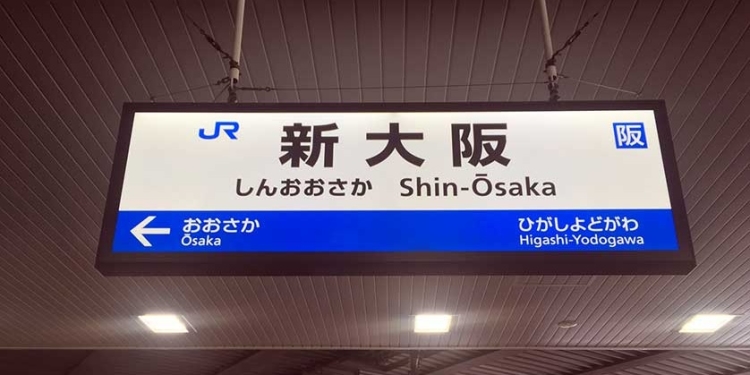 JR
新大阪
阪
しんおおさか Shin-Ōsaka
おおさか
Ōsaka
ひがしよどがわ
Higashi-Yodogawa